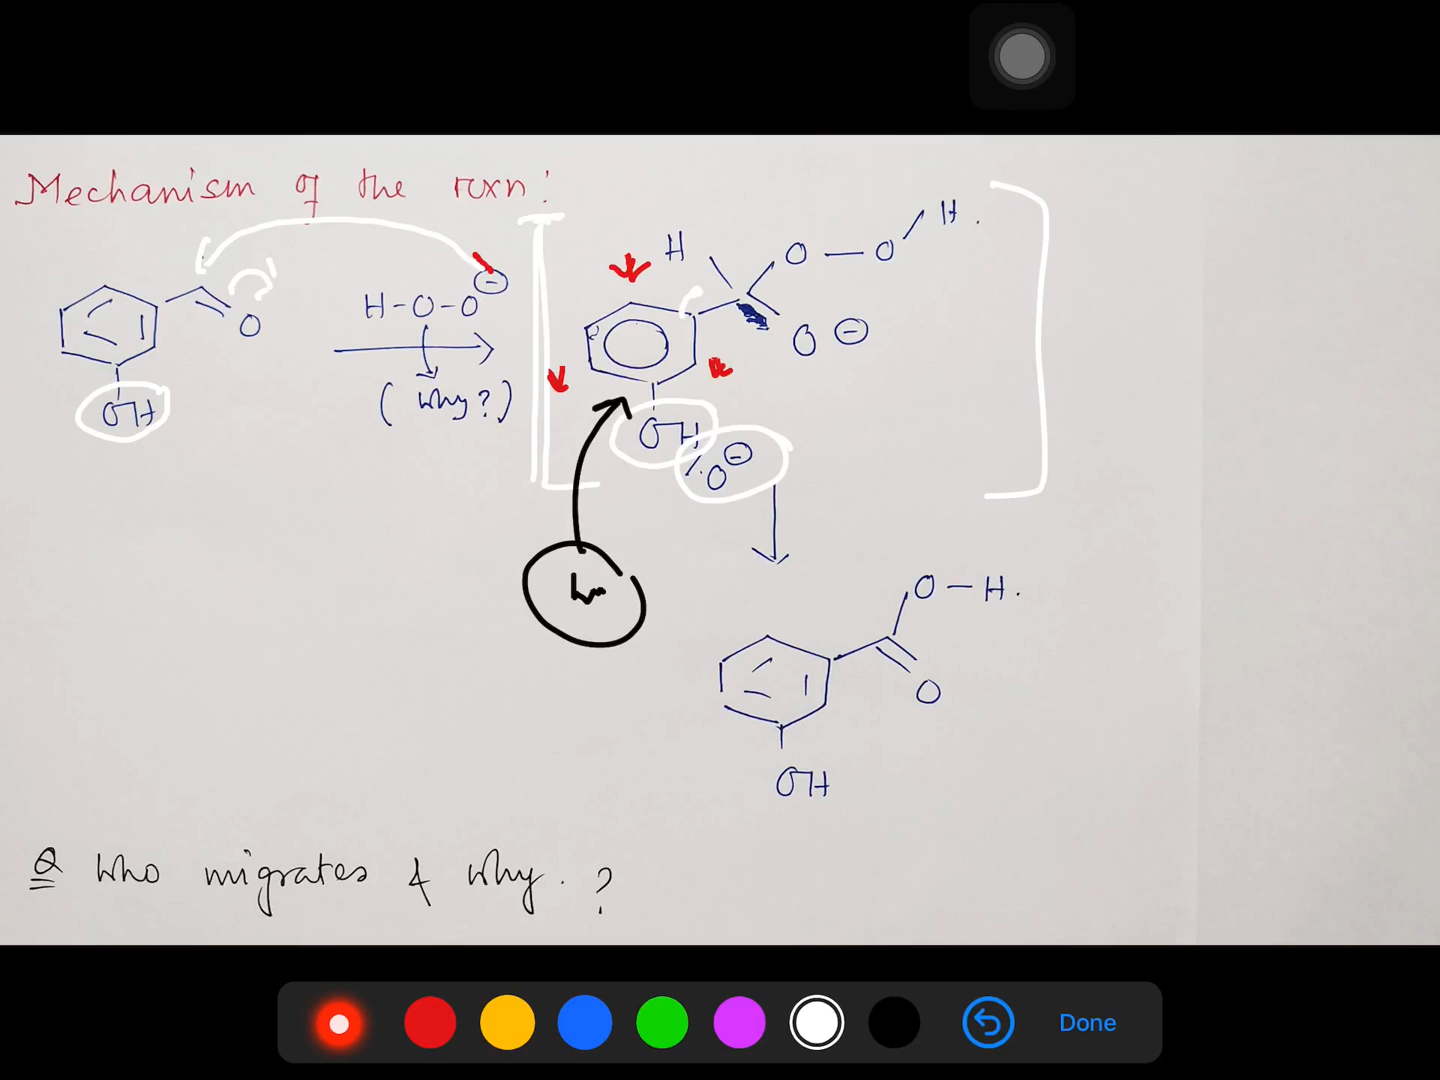 Mechanism of the rxn:
H-O-O⊖
(why?)
O
OH
H
O — O
H.
O ⊖
OH
/O⊖
O — H.
O
OH
Q who migrates & why.?
Done